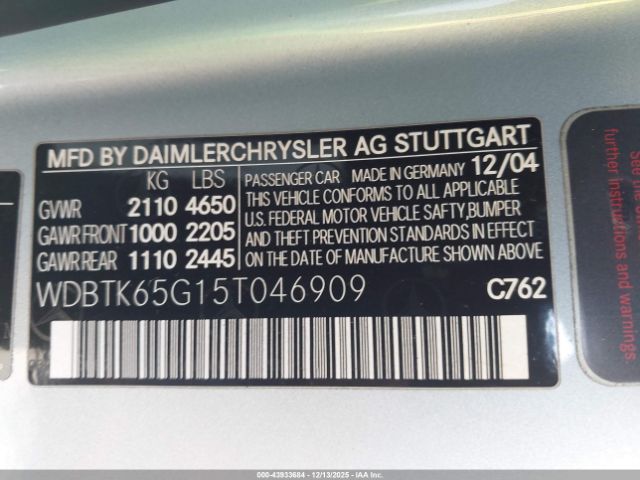 MFD BY DAIMLERCHRYSLER AG STUTTGART
KG LBS
GVWR 2110 4650
GAWR FRONT 1000 2205
GAWR REAR 1110 2445
PASSENGER CAR MADE IN GERMANY 12/04
THIS VEHICLE CONFORMS TO ALL APPLICABLE
U.S. FEDERAL MOTOR VEHICLE SAFTY,BUMPER
AND THEFT PREVENTION STANDARDS IN EFFECT
ON THE DATE OF MANUFACTURE SHOWN ABOVE
WDBTK65G15T046909 C762
further instructions and warnings.
000-43933684 - 12/13/2025 - IAAI.COM